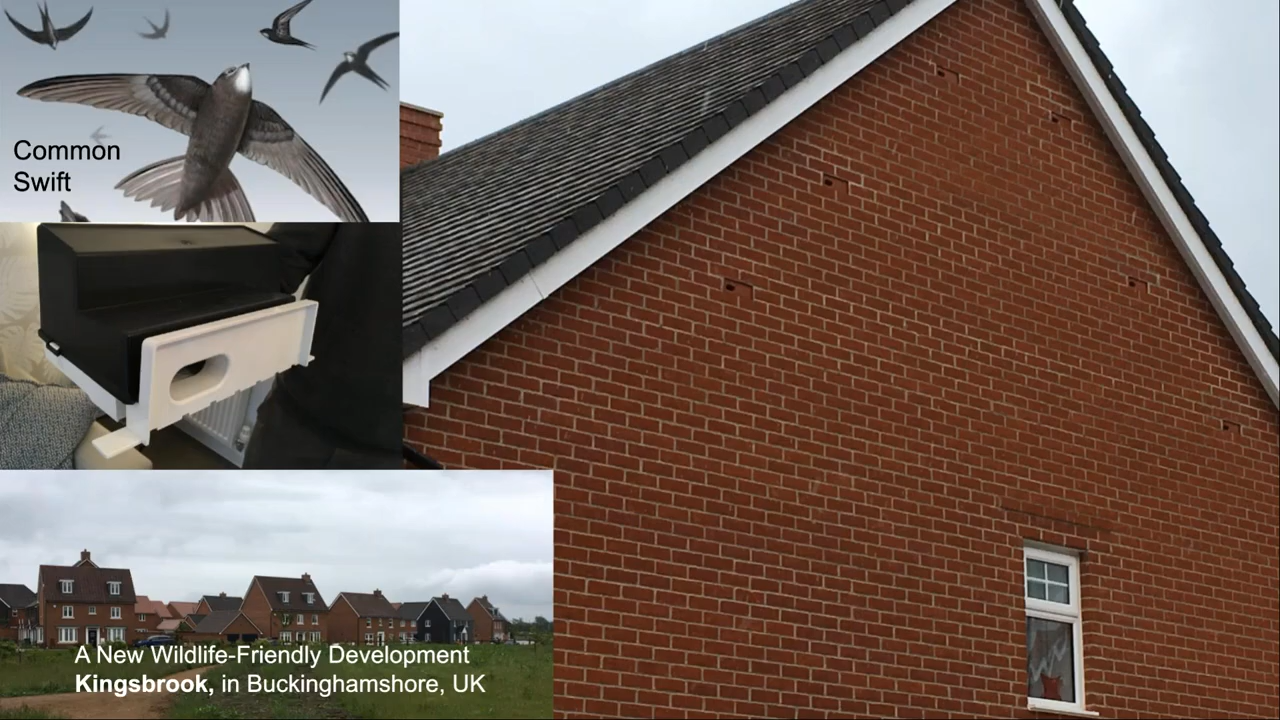 Common
Swift
A New Wildlife-Friendly Development
Kingsbrook, in Buckinghamshore, UK